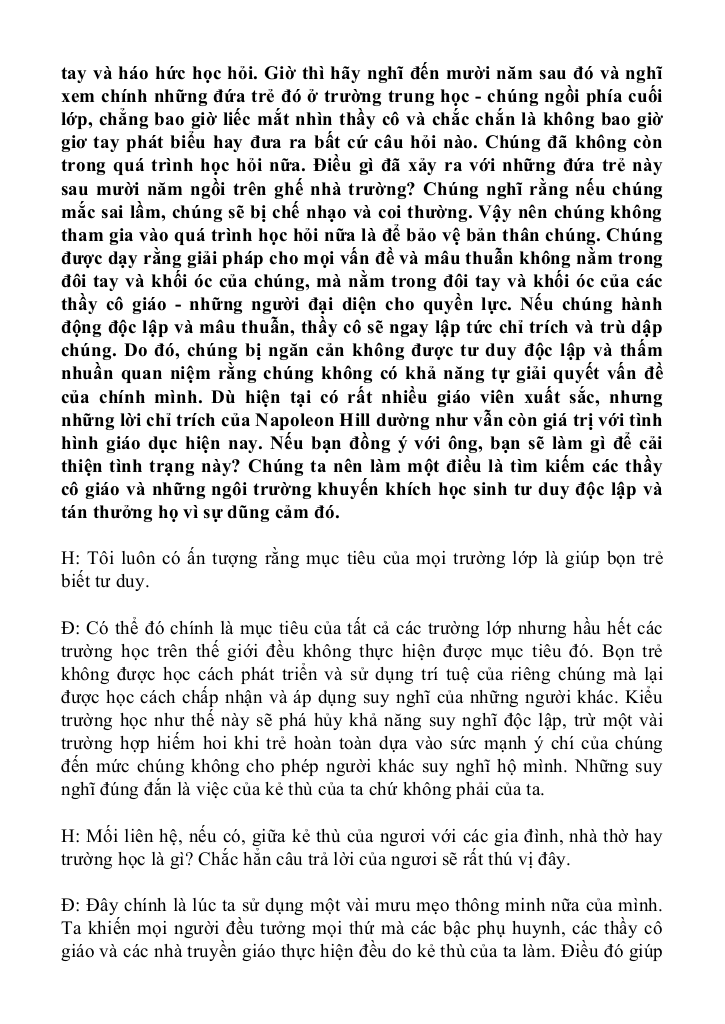 tay và háo hức học hỏi. Giờ thì hãy nghĩ đến mười năm sau đó và nghĩ
xem chính những đứa trẻ đó ở trường trung học - chúng ngồi phía cuối
lớp, chẳng bao giờ liếc mắt nhìn thầy cô và chắc chắn là không bao giờ
giơ tay phát biểu hay đưa ra bất cứ câu hỏi nào. Chúng đã không còn
trong quá trình học hỏi nữa. Điều gì đã xảy ra với những đứa trẻ này
sau mười năm ngồi trên ghế nhà trường? Chúng nghĩ rằng nếu chúng
mắc sai lầm, chúng sẽ bị chế nhạo và coi thường. Vậy nên chúng không
tham gia vào quá trình học hỏi nữa là để bảo vệ bản thân chúng. Chúng
được dạy rằng giải pháp cho mọi vấn đề và mâu thuẫn không nằm trong
đôi tay và khối óc của chúng, mà nằm trong đôi tay và khối óc của các
thầy cô giáo - những người đại diện cho quyền lực. Nếu chúng hành
động độc lập và mâu thuẫn, thầy cô sẽ ngay lập tức chỉ trích và trù dập
chúng. Do đó, chúng bị ngăn cản không được tư duy độc lập và thấm
nhuần quan niệm rằng chúng không có khả năng tự giải quyết vấn đề
của chính mình. Dù hiện tại có rất nhiều giáo viên xuất sắc, nhưng
những lời chỉ trích của Napoleon Hill dường như vẫn còn giá trị với tình
hình giáo dục hiện nay. Nếu bạn đồng ý với ông, bạn sẽ làm gì để cải
thiện tình trạng này? Chúng ta nên làm một điều là tìm kiếm các thầy
cô giáo và những ngôi trường khuyến khích học sinh tư duy độc lập và
tán thưởng họ vì sự dũng cảm đó.
H: Tôi luôn có ấn tượng rằng mục tiêu của mọi trường lớp là giúp bọn trẻ
biết tư duy.
Đ: Có thể đó chính là mục tiêu của tất cả các trường lớp nhưng hầu hết các
trường học trên thế giới đều không thực hiện được mục tiêu đó. Bọn trẻ
không được học cách phát triển và sử dụng trí tuệ của riêng chúng mà lại
được học cách chấp nhận và áp dụng suy nghĩ của những người khác. Kiểu
trường học như thế này sẽ phá hủy khả năng suy nghĩ độc lập, trừ một vài
trường hợp hiếm hoi khi trẻ hoàn toàn dựa vào sức mạnh ý chí của chúng
đến mức chúng không cho phép người khác suy nghĩ hộ mình. Những suy
nghĩ đúng đắn là việc của kẻ thù của ta chứ không phải của ta.
H: Mối liên hệ, nếu có, giữa kẻ thù của ngươi với các gia đình, nhà thờ hay
trường học là gì? Chắc hẳn câu trả lời của ngươi sẽ rất thú vị đây.
Đ: Đây chính là lúc ta sử dụng một vài mưu mẹo thông minh nữa của mình.
Ta khiến mọi người đều tưởng mọi thứ mà các bậc phụ huynh, các thầy cô
giáo và các nhà truyền giáo thực hiện đều do kẻ thù của ta làm. Điều đó giúp